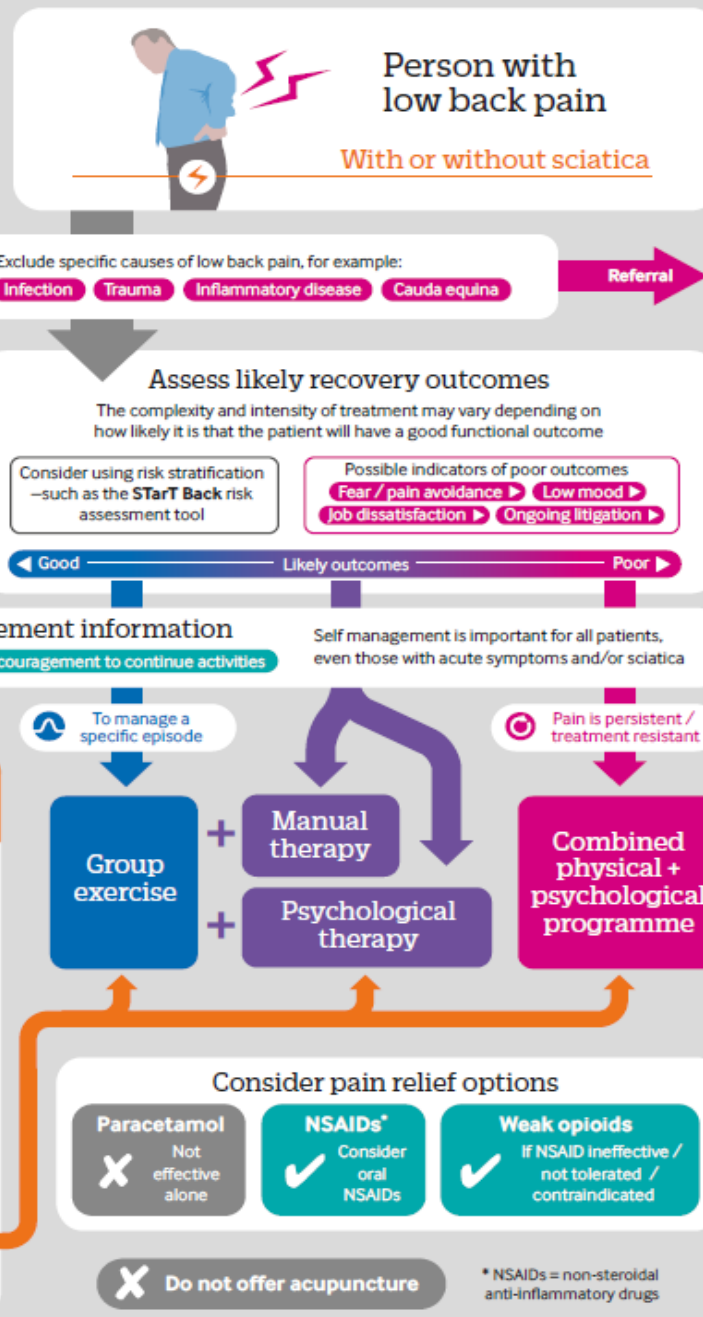 Person with
low back pain
With or without sciatica
Exclude specific causes of low back pain, for example:
Infection Trauma Inflammatory disease Cauda equina
Referral
Assess likely recovery outcomes
The complexity and intensity of treatment may vary depending on
how likely it is that the patient will have a good functional outcome
Consider using risk stratification
–such as the STarT Back risk
assessment tool
Possible indicators of poor outcomes
Fear / pain avoidance Low mood
Job dissatisfaction Ongoing litigation
Good Likely outcomes Poor
ement information
couragement to continue activities
Self management is important for all patients,
even those with acute symptoms and/or sciatica
To manage a
specific episode
Pain is persistent /
treatment resistant
Group
exercise
+
Manual
therapy
+
Psychological
therapy
Combined
physical +
psychological
programme
Consider pain relief options
Paracetamol
Not
effective
alone
NSAIDs*
Consider
oral
NSAIDs
Weak opioids
If NSAID ineffective /
not tolerated /
contraindicated
Do not offer acupuncture
* NSAIDs = non-steroidal
anti-inflammatory drugs